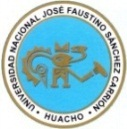 UNIVERSIDAD NACIONAL JOSÉ FAUSTINO SÁNCHEZ CARRIÓN
· HUACHO ·